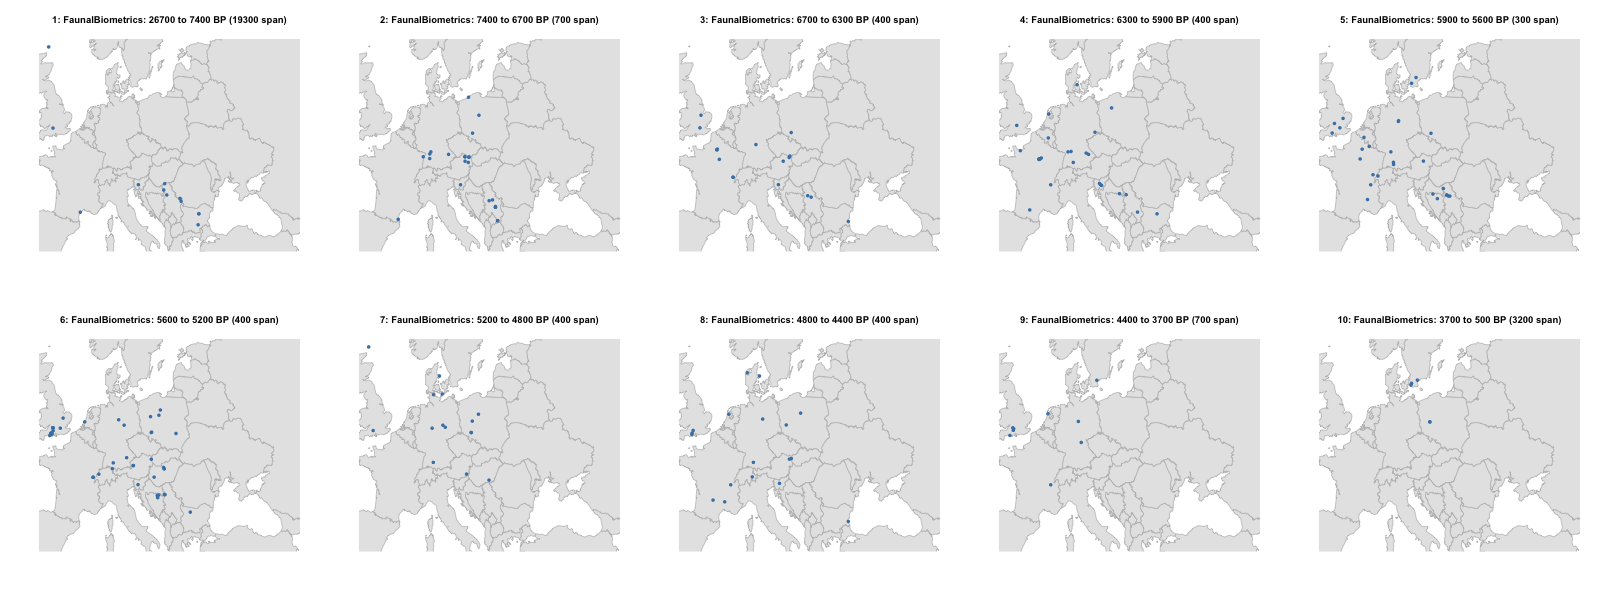 1: FaunalBiometrics: 26700 to 7400 BP (19300 span)
2: FaunalBiometrics: 7400 to 6700 BP (700 span)
3: FaunalBiometrics: 6700 to 6300 BP (400 span)
4: FaunalBiometrics: 6300 to 5900 BP (400 span)
5: FaunalBiometrics: 5900 to 5600 BP (300 span)
6: FaunalBiometrics: 5600 to 5200 BP (400 span)
7: FaunalBiometrics: 5200 to 4800 BP (400 span)
8: FaunalBiometrics: 4800 to 4400 BP (400 span)
9: FaunalBiometrics: 4400 to 3700 BP (700 span)
10: FaunalBiometrics: 3700 to 500 BP (3200 span)